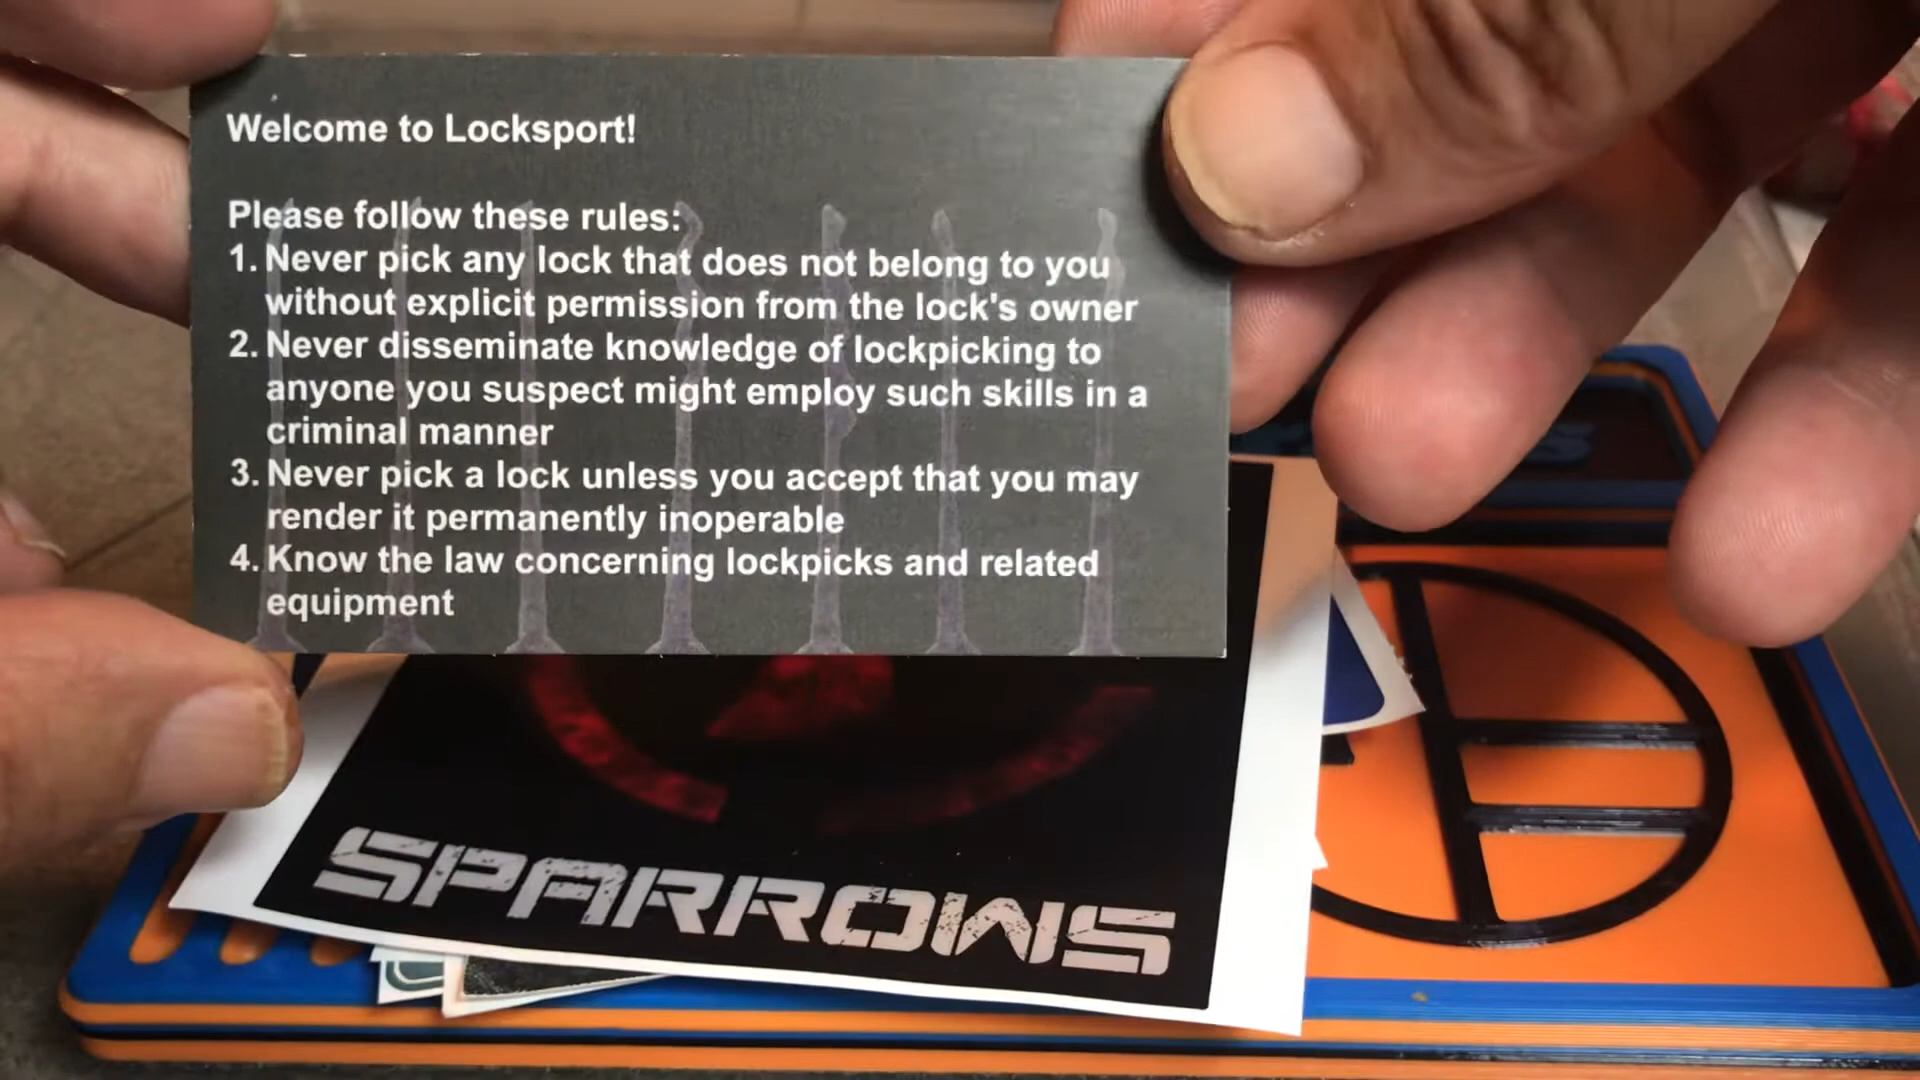 Welcome to Locksport!
Please follow these rules:
1. Never pick any lock that does not belong to you
without explicit permission from the lock's owner
2. Never disseminate knowledge of lockpicking to
anyone you suspect might employ such skills in a
criminal manner
3. Never pick a lock unless you accept that you may
render it permanently inoperable
4. Know the law concerning lockpicks and related
equipment
SPARROWS